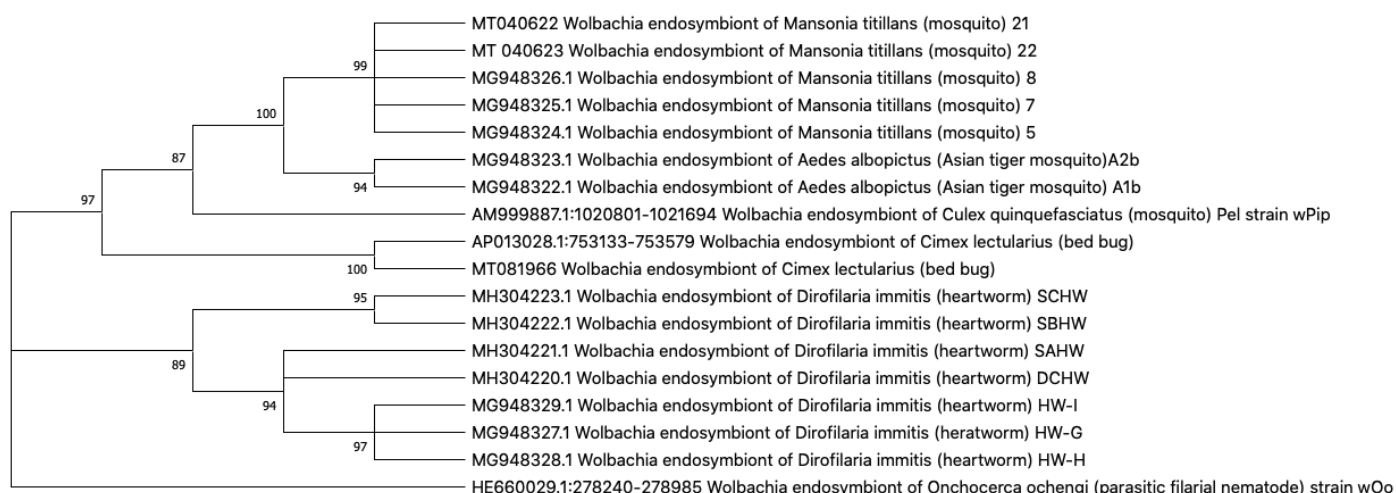 MT040622 Wolbachia endosymbiont of Mansonia titillans (mosquito) 21
MT 040623 Wolbachia endosymbiont of Mansonia titillans (mosquito) 22
99
MG948326.1 Wolbachia endosymbiont of Mansonia titillans (mosquito) 8
MG948325.1 Wolbachia endosymbiont of Mansonia titillans (mosquito) 7
100
MG948324.1 Wolbachia endosymbiont of Mansonia titillans (mosquito) 5
87
MG948323.1 Wolbachia endosymbiont of Aedes albopictus (Asian tiger mosquito)A2b
94
MG948322.1 Wolbachia endosymbiont of Aedes albopictus (Asian tiger mosquito) A1b
97
AM999887.1:1020801-1021694 Wolbachia endosymbiont of Culex quinquefasciatus (mosquito) Pel strain wPip
AP013028.1:753133-753579 Wolbachia endosymbiont of Cimex lectularius (bed bug)
100
MT081966 Wolbachia endosymbiont of Cimex lectularius (bed bug)
95
MH304223.1 Wolbachia endosymbiont of Dirofilaria immitis (heartworm) SCHW
MH304222.1 Wolbachia endosymbiont of Dirofilaria immitis (heartworm) SBHW
MH304221.1 Wolbachia endosymbiont of Dirofilaria immitis (heartworm) SAHW
89
MH304220.1 Wolbachia endosymbiont of Dirofilaria immitis (heartworm) DCHW
94
MG948329.1 Wolbachia endosymbiont of Dirofilaria immitis (heartworm) HW-I
MG948327.1 Wolbachia endosymbiont of Dirofilaria immitis (heratworm) HW-G
97
MG948328.1 Wolbachia endosymbiont of Dirofilaria immitis (heartworm) HW-H
HE660029.1:278240-278985 Wolbachia endosymbiont of Onchocerca ochengi (parasitic filarial nematode) strain wOo